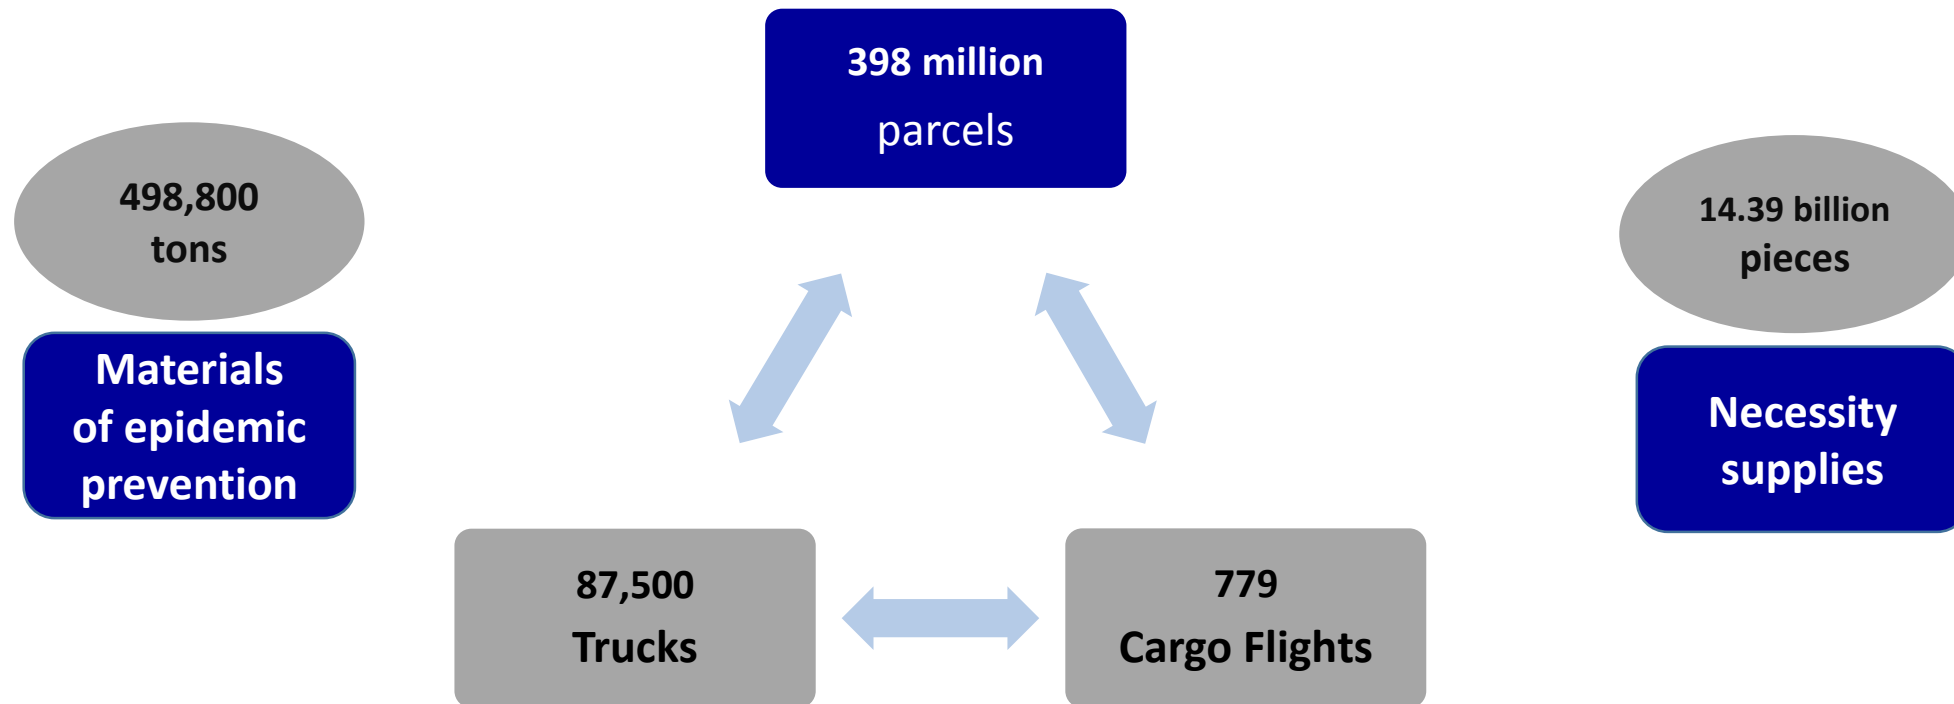 398 million
parcels
498,800
tons
Materials
of epidemic
prevention
14.39 billion
pieces
Necessity
supplies
87,500
Trucks
779
Cargo Flights